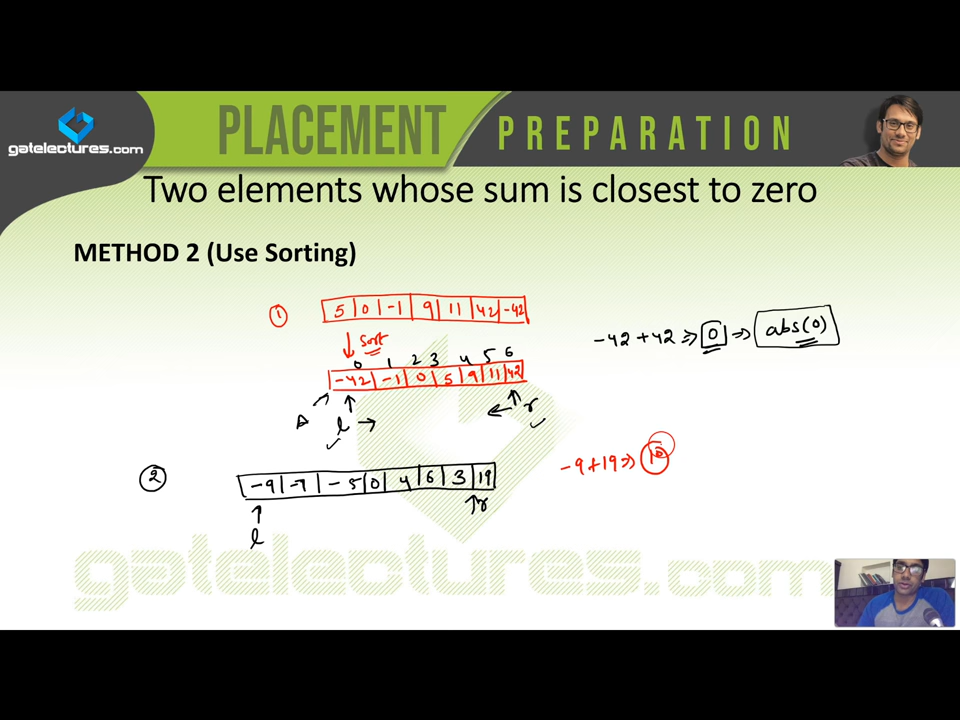 gatelectures.com
PLACEMENT PREPARATION
Two elements whose sum is closest to zero
METHOD 2 (Use Sorting)
① 5 | 0 | -1 | 9 | 11 | 42 | -42
-42 + 42 ⇒ 0 ⇒ abs(0)
Sort
0 1 2 3 4 5 6
-42 | -1 | 0 | 5 | 9 | 11 | 42
A l → ← r
-9 + 19 ⇒ 10
② -9 | -7 | -5 | 0 | 4 | 6 | 3 | 19
r
l
gatelectures.com